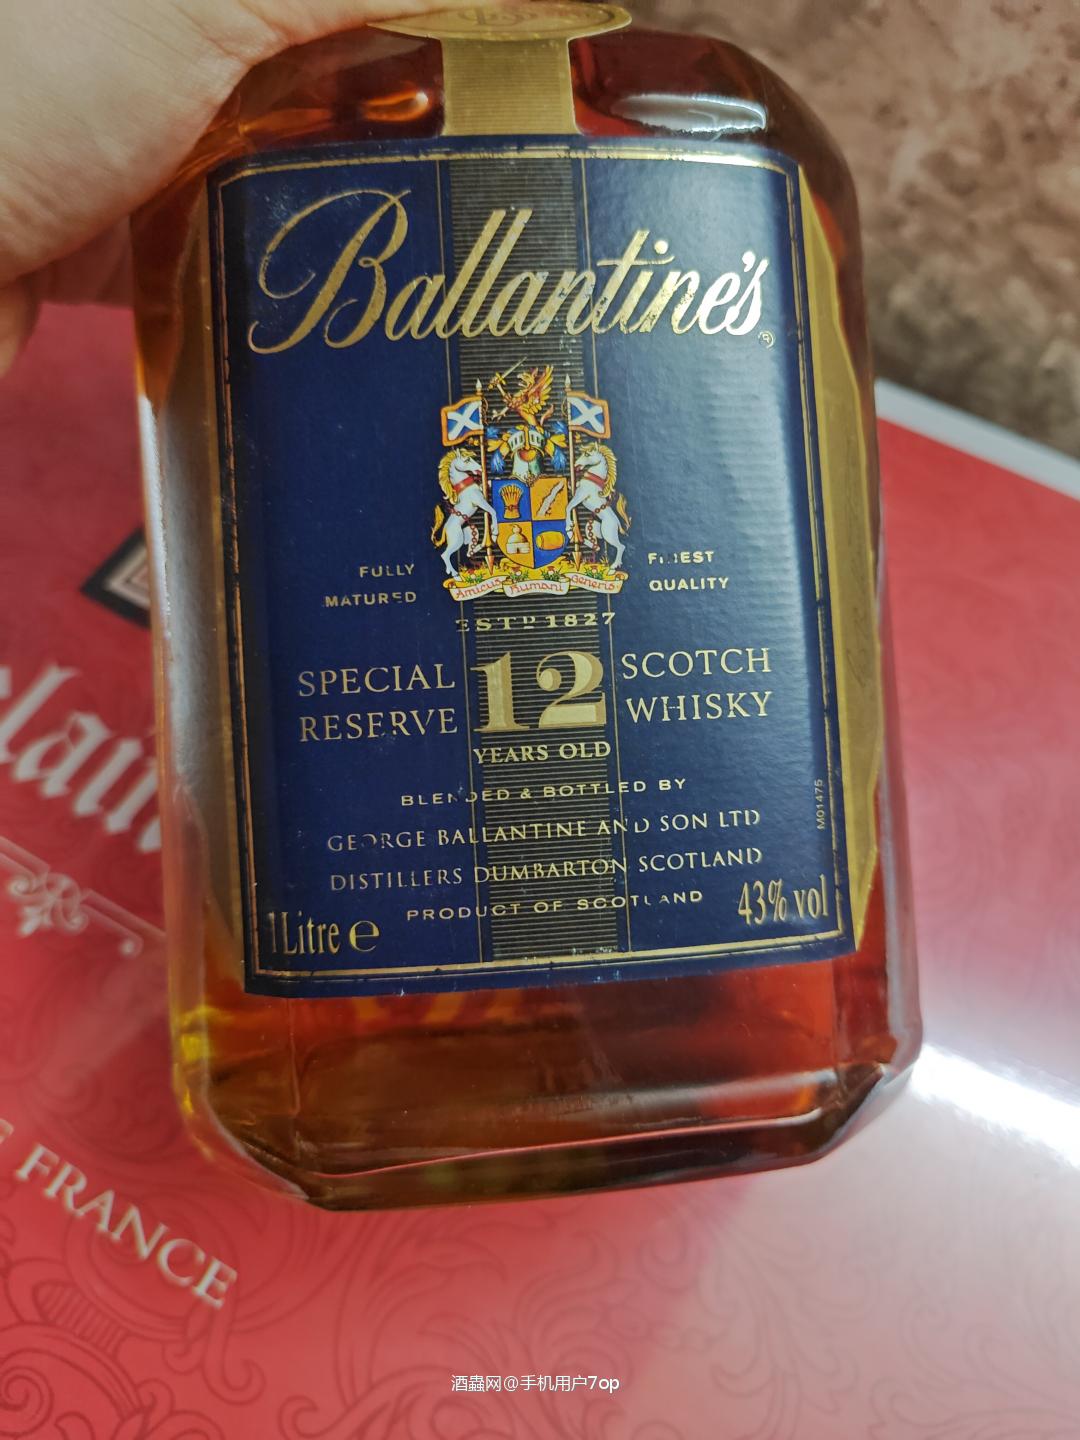 Ballantine's
®
FULLY
MATURED
FINEST
QUALITY
Amicus Humani Generis
ESTD 1827
SPECIAL
RESERVE
12
SCOTCH
WHISKY
YEARS OLD
BLENDED & BOTTLED BY
GEORGE BALLANTINE AND SON LTD
DISTILLERS DUMBARTON SCOTLAND
PRODUCT OF SCOTLAND
1Litre e
43% vol
M01475
FRANCE
酒蟲网@手机用户7op